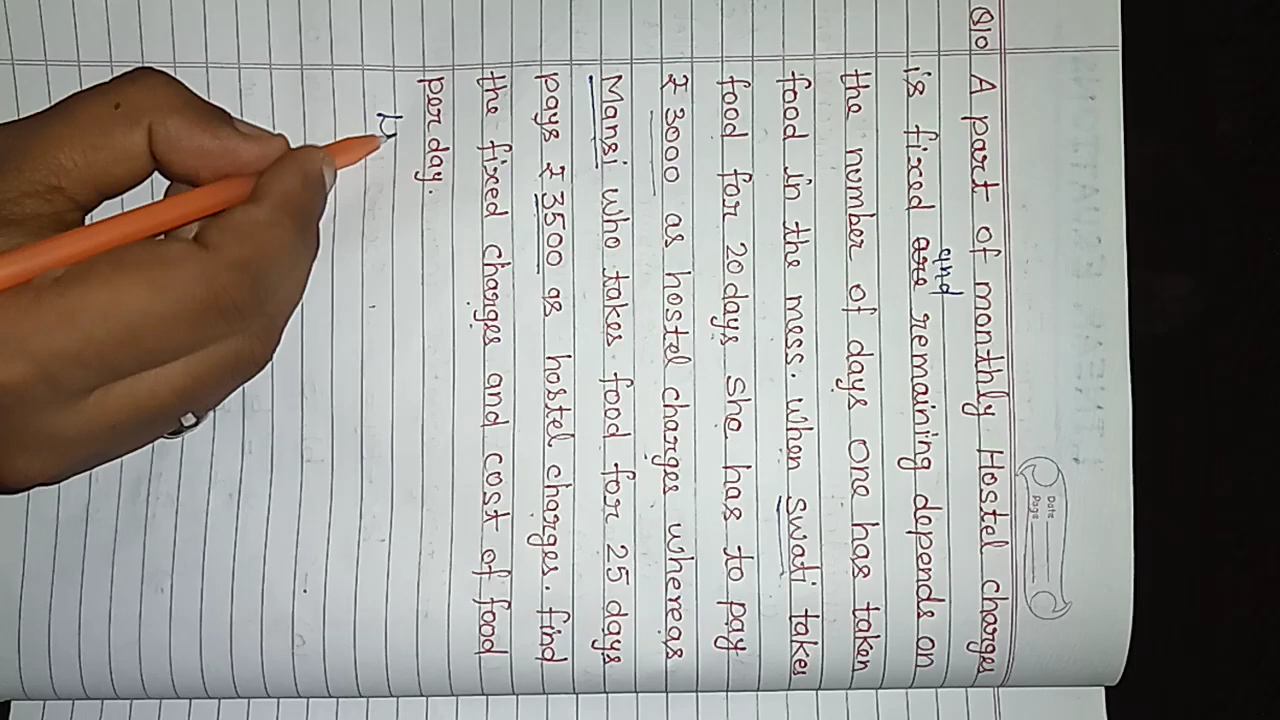 Date
Page
Q10 A part of monthly Hostel charges
is fixed are and remaining depends on
the number of days one has taken
food in the mess. when swati takes
food for 20 days she has to pay
₹ 3000 as hostel charges whereas
Mansi who takes food for 25 days
pays ₹ 3500 as hostel charges. find
the fixed charges and cost of food
per day.